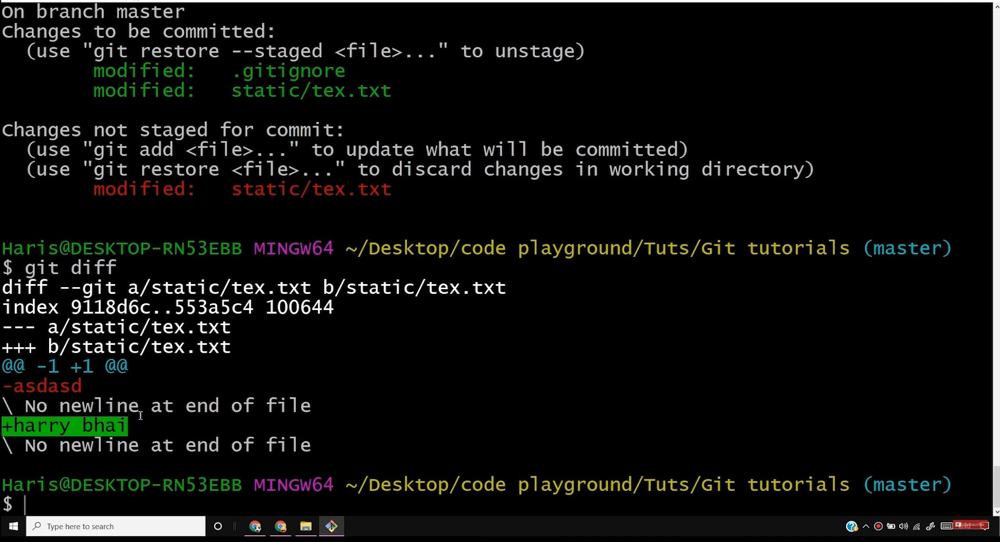 On branch master
Changes to be committed:
  (use "git restore --staged <file>..." to unstage)
        modified:   .gitignore
        modified:   static/tex.txt
Changes not staged for commit:
  (use "git add <file>..." to update what will be committed)
  (use "git restore <file>..." to discard changes in working directory)
        modified:   static/tex.txt
Haris@DESKTOP-RN53EBB MINGW64 ~/Desktop/code playground/Tuts/Git tutorials (master)
$ git diff
diff --git a/static/tex.txt b/static/tex.txt
index 9118d6c..553a5c4 100644
--- a/static/tex.txt
+++ b/static/tex.txt
@@ -1 +1 @@
-asdasd
\ No newline at end of file
+harry bhai
\ No newline at end of file
Haris@DESKTOP-RN53EBB MINGW64 ~/Desktop/code playground/Tuts/Git tutorials (master)
$
Type here to search
Subscribe